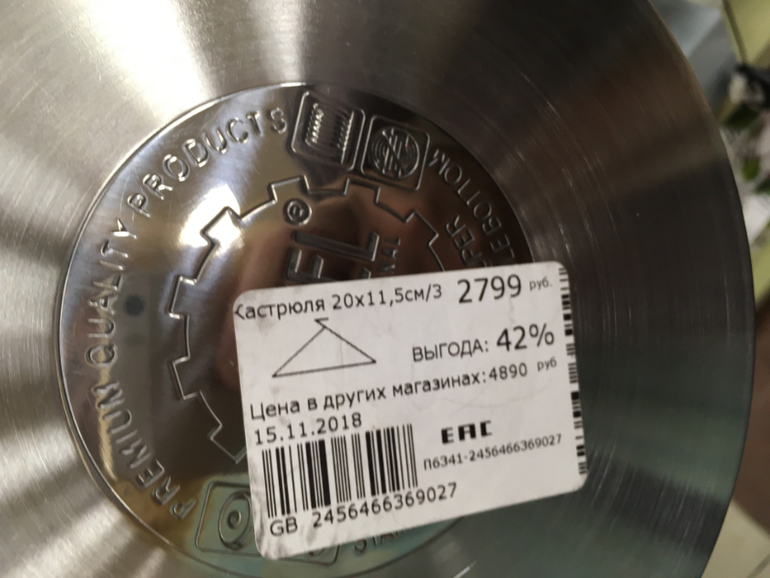 PREMIUM QUALITY PRODUCTS
Кастрюля 20x11,5см/3 2799 руб.
ВЫГОДА: 42%
Цена в других магазинах:4890 руб
15.11.2018
EAC
П6341-2456466369027
GB 2456466369027